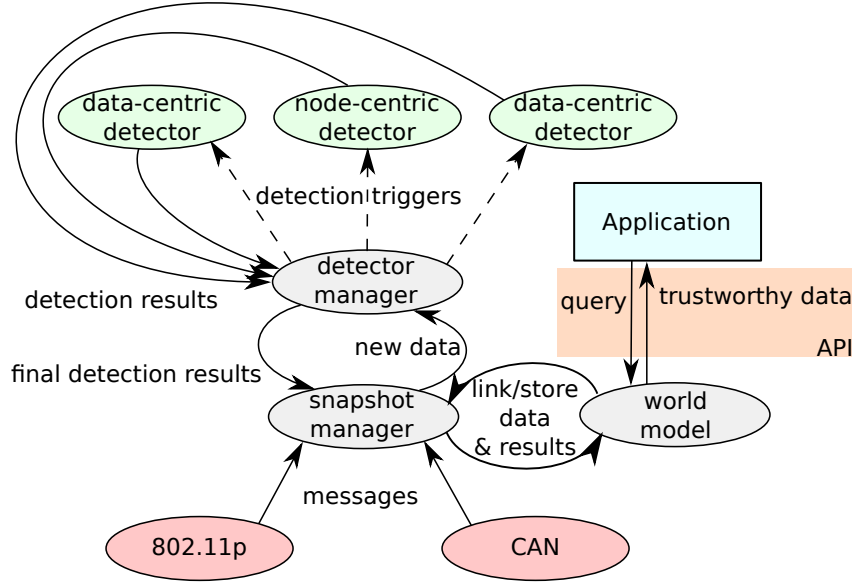 data-centric
detector
node-centric
detector
data-centric
detector
detection triggers
Application
detector
manager
query
trustworthy data
detection results
API
new data
final detection results
snapshot
manager
link/store
data
& results
world
model
messages
802.11p
CAN